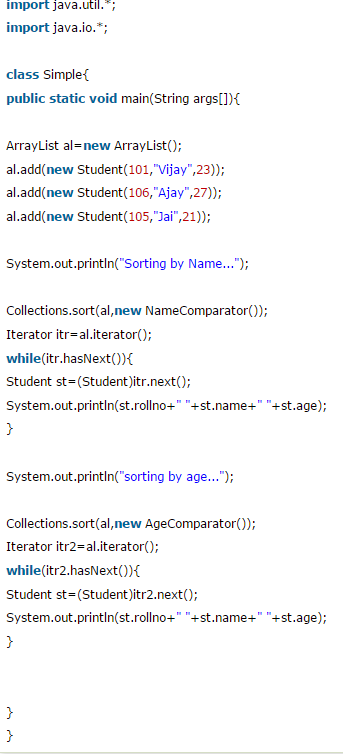 import java.util.*;
import java.io.*;
class Simple{
public static void main(String args[]){
ArrayList al=new ArrayList();
al.add(new Student(101,"Vijay",23));
al.add(new Student(106,"Ajay",27));
al.add(new Student(105,"Jai",21));
System.out.println("Sorting by Name...");
Collections.sort(al,new NameComparator());
Iterator itr=al.iterator();
while(itr.hasNext()){
Student st=(Student)itr.next();
System.out.println(st.rollno+" "+st.name+" "+st.age);
}
System.out.println("sorting by age...");
Collections.sort(al,new AgeComparator());
Iterator itr2=al.iterator();
while(itr2.hasNext()){
Student st=(Student)itr2.next();
System.out.println(st.rollno+" "+st.name+" "+st.age);
}
}
}